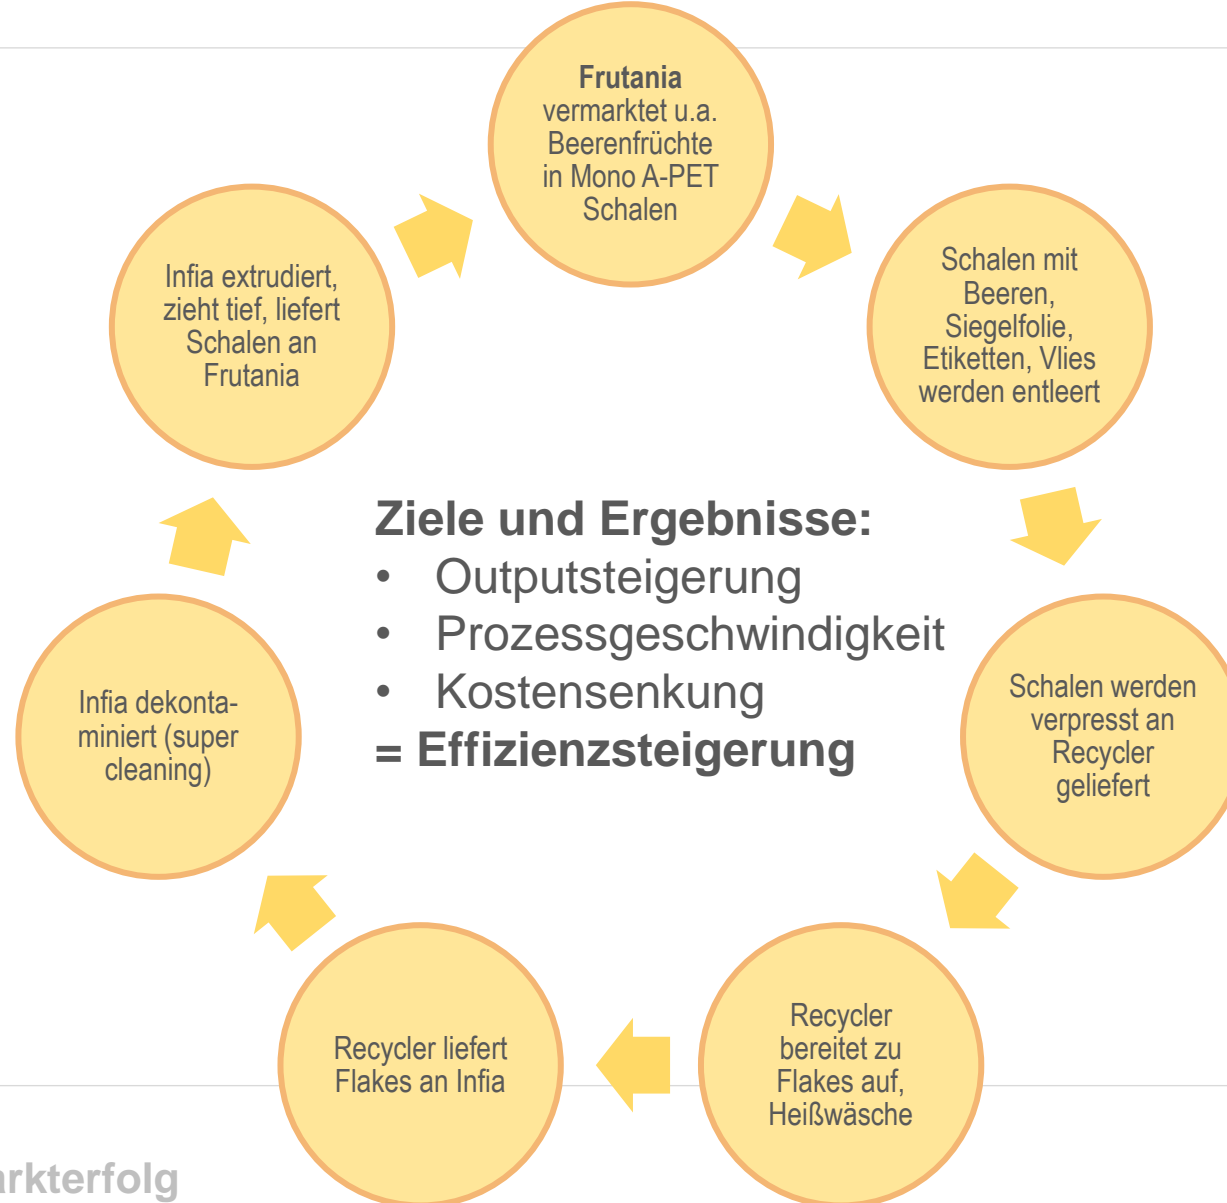 Frutania
vermarktet u.a.
Beerenfrüchte
in Mono A-PET
Schalen
Schalen mit
Beeren,
Siegelfolie,
Etiketten, Vlies
werden entleert
Schalen werden
verpresst an
Recycler
geliefert
Recycler
bereitet zu
Flakes auf,
Heißwäsche
Recycler liefert
Flakes an Infia
Infia dekonta-
miniert (super
cleaning)
Infia extrudiert,
zieht tief, liefert
Schalen an
Frutania
Ziele und Ergebnisse:
• Outputsteigerung
• Prozessgeschwindigkeit
• Kostensenkung
= Effizienzsteigerung
arkterfolg